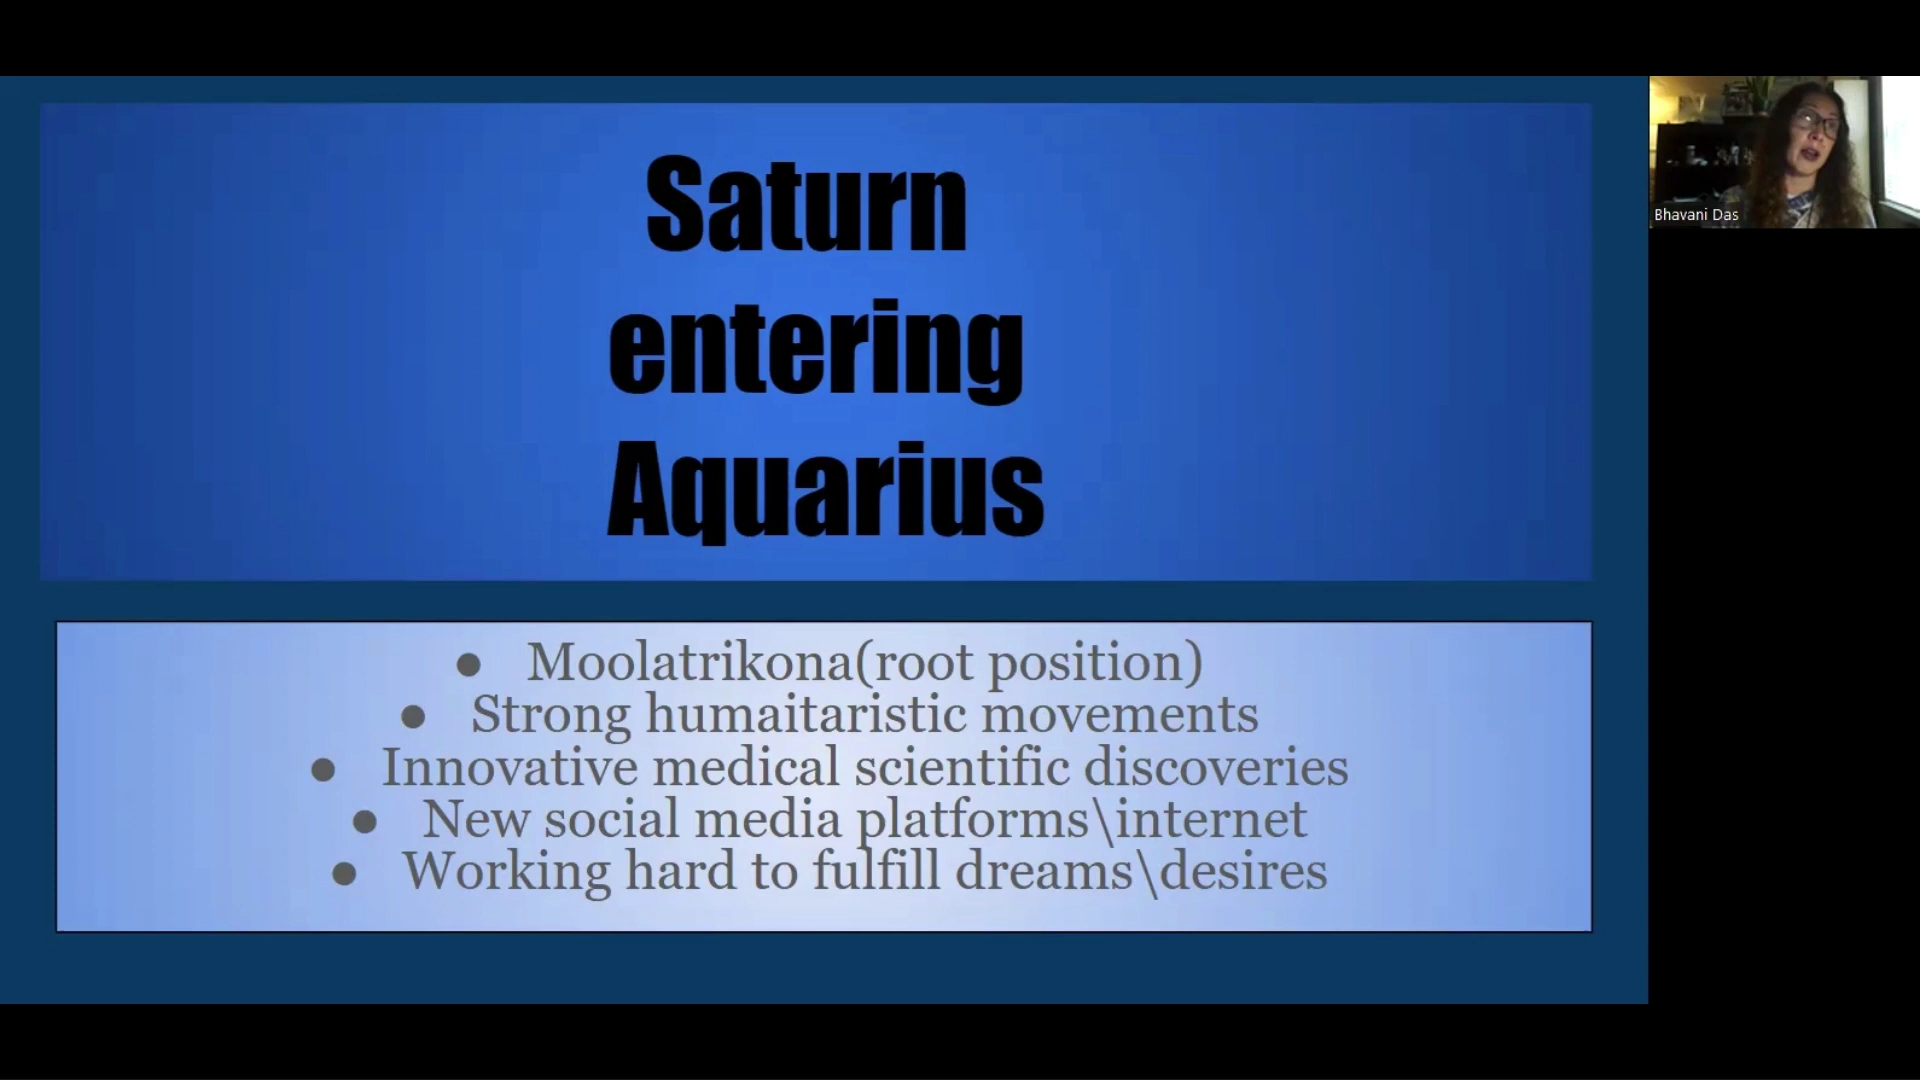 Saturn
entering
Aquarius
● Moolatrikona(root position)
● Strong humaitaristic movements
● Innovative medical scientific discoveries
● New social media platforms\internet
● Working hard to fulfill dreams\desires
Bhavani Das